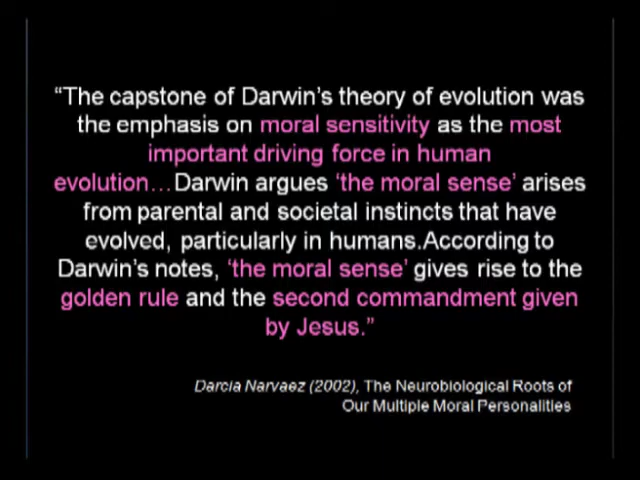 “The capstone of Darwin’s theory of evolution was
the emphasis on moral sensitivity as the most
important driving force in human
evolution…Darwin argues ‘the moral sense’ arises
from parental and societal instincts that have
evolved, particularly in humans.According to
Darwin’s notes, ‘the moral sense’ gives rise to the
golden rule and the second commandment given
by Jesus.”
Darcia Narvaez (2002), The Neurobiological Roots of
Our Multiple Moral Personalities